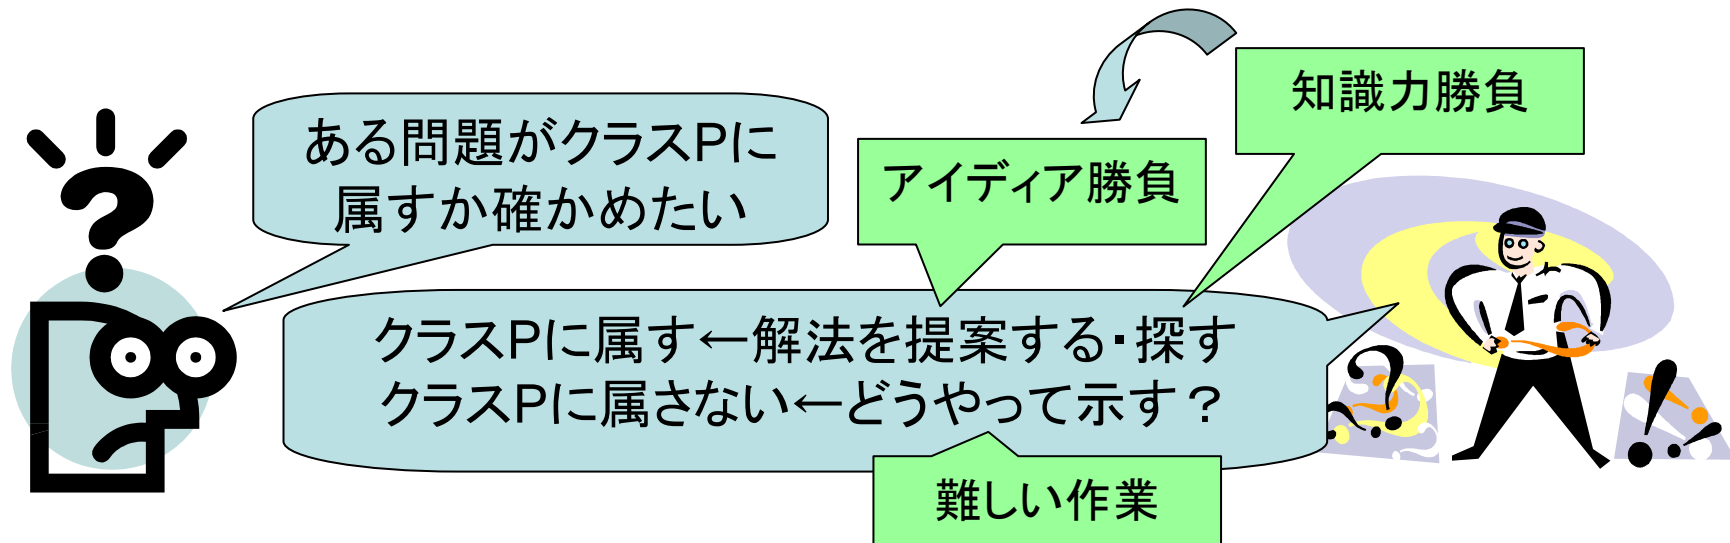 知識力勝負
ある問題がクラスPに
属すか確かめたい
アイディア勝負
クラスPに属す←解法を提案する・探す
クラスPに属さない←どうやって示す？
難しい作業